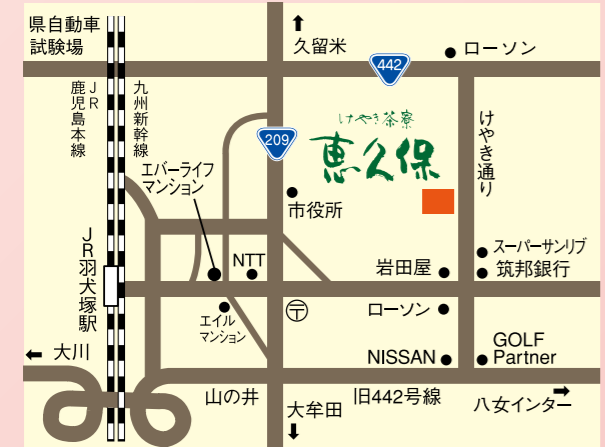 県自動車
試験場
久留米
ローソン
442
JR
鹿児島本線
九州新幹線
209
けやき茶寮
恵久保
けやき通り
エバーライフ
マンション
市役所
JR羽犬塚駅
NTT
岩田屋
スーパーサンリブ
筑邦銀行
エイル
マンション
〒
ローソン
大川
NISSAN
GOLF
Partner
山の井
大牟田
旧442号線
八女インター